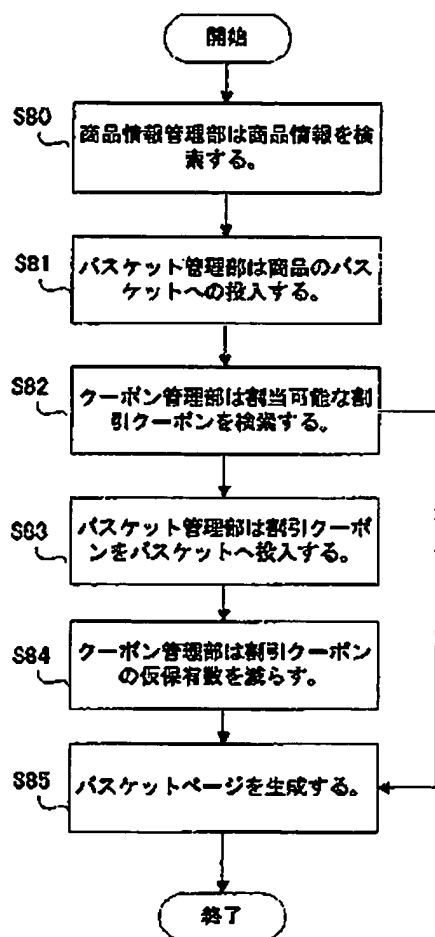 開始
S80
商品情報管理部は商品情報を検
索する。
S81
バスケット管理部は商品のバス
ケットへの投入する。
S82
クーポン管理部は割当可能な割
引クーポンを検索する。
S83
バスケット管理部は割引クーポ
ンをバスケットへ投入する。
S84
クーポン管理部は割引クーポン
の仮保有数を減らす。
S85
バスケットページを生成する。
終了